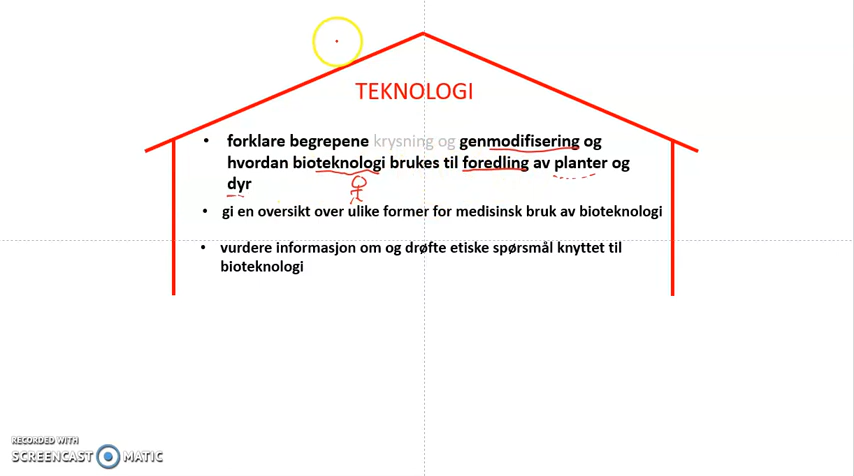 TEKNOLOGI
• forklare begrepene krysning og genmodifisering og
hvordan bioteknologi brukes til foredling av planter og
dyr
• gi en oversikt over ulike former for medisinsk bruk av bioteknologi
• vurdere informasjon om og drøfte etiske spørsmål knyttet til
bioteknologi
RECORDED WITH
SCREENCAST MATIC